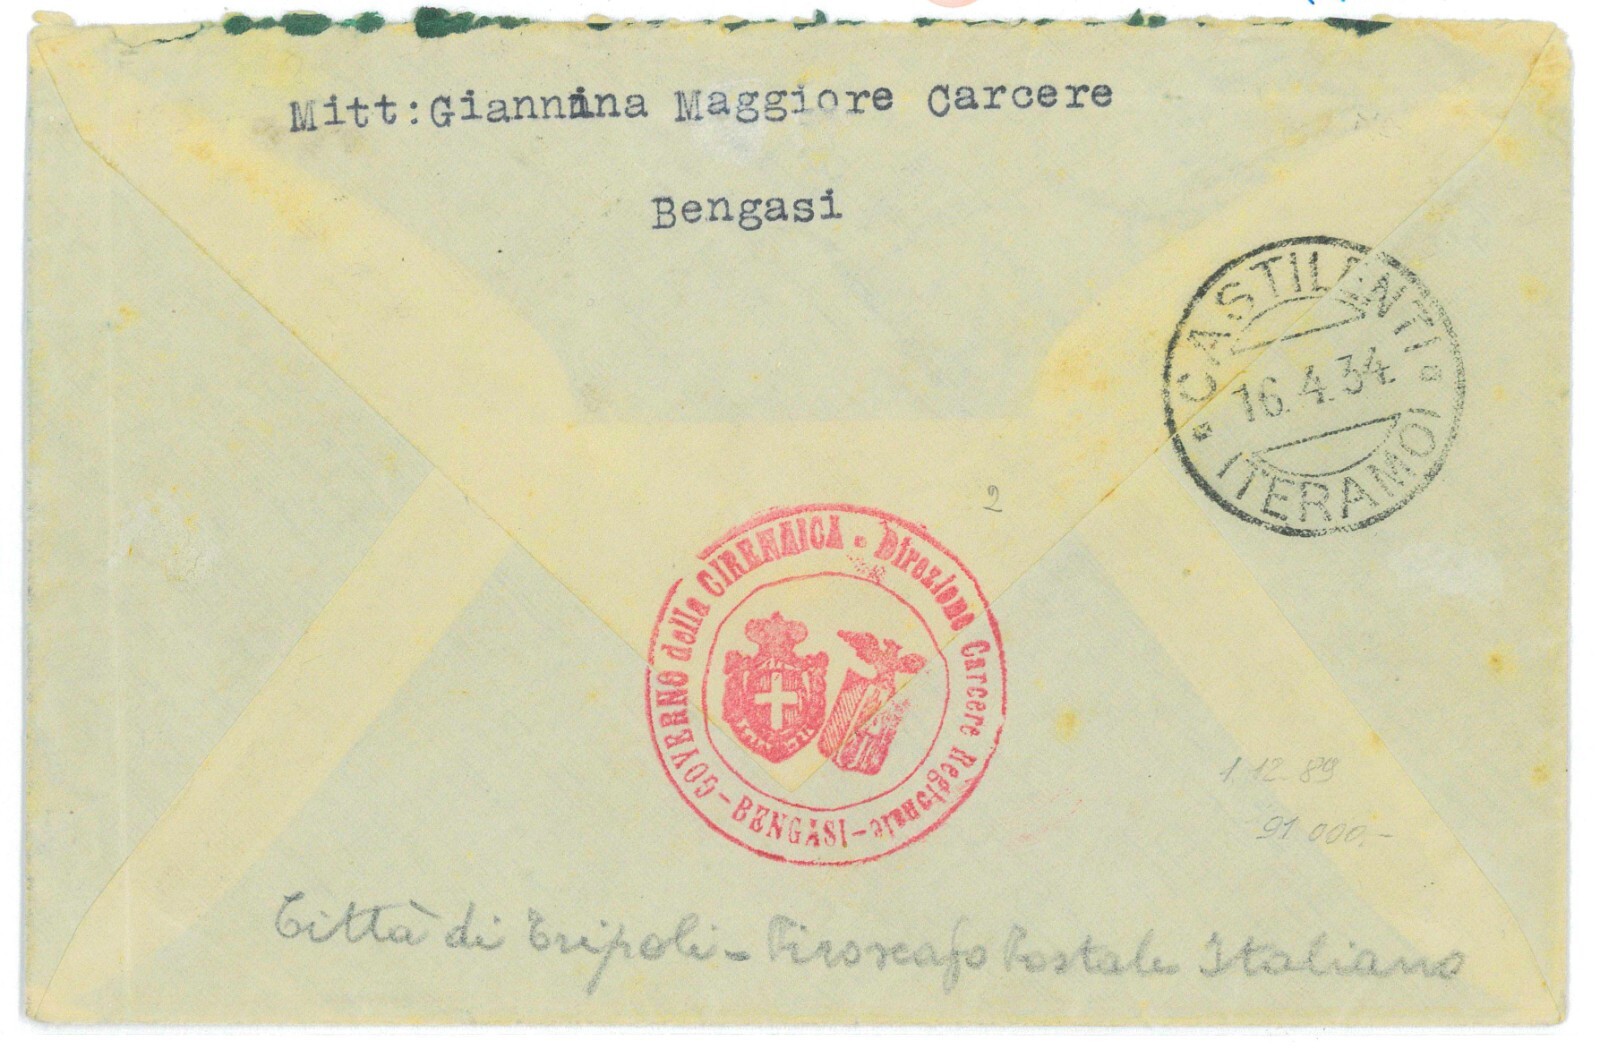 Mitt:Giannina Maggiore Carcere
Bengasi
CASTILENTI
16.4.34
(TERAMO)
2
GOVERNO della CIRENAICA . Direzione Carcere Regionale
-BENGASI-
1.12.89
91.000.-
Città di Tripoli - Piroscafo Postale Italiano